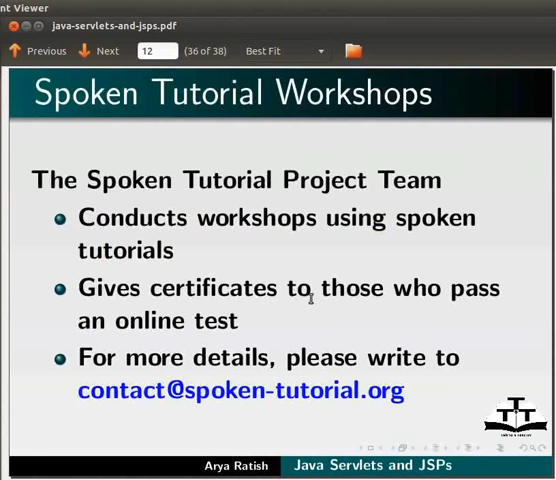 nt Viewer
java-servlets-and-jsps.pdf
Previous Next 12 (36 of 38) Best Fit
Spoken Tutorial Workshops
The Spoken Tutorial Project Team
Conducts workshops using spoken
tutorials
Gives certificates to those who pass
an online test
For more details, please write to
contact@spoken-tutorial.org
Arya Ratish Java Servlets and JSPs